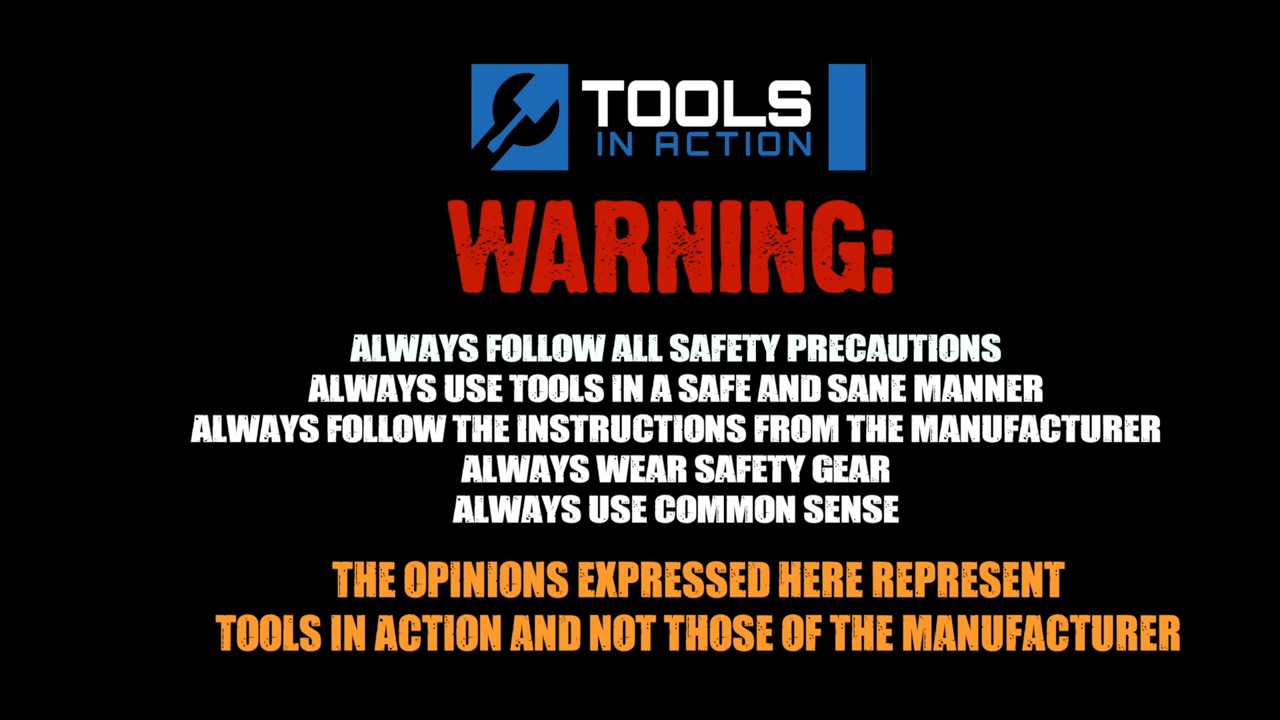 TOOLS
IN ACTION
WARNING:
ALWAYS FOLLOW ALL SAFETY PRECAUTIONS
ALWAYS USE TOOLS IN A SAFE AND SANE MANNER
ALWAYS FOLLOW THE INSTRUCTIONS FROM THE MANUFACTURER
ALWAYS WEAR SAFETY GEAR
ALWAYS USE COMMON SENSE
THE OPINIONS EXPRESSED HERE REPRESENT
TOOLS IN ACTION AND NOT THOSE OF THE MANUFACTURER